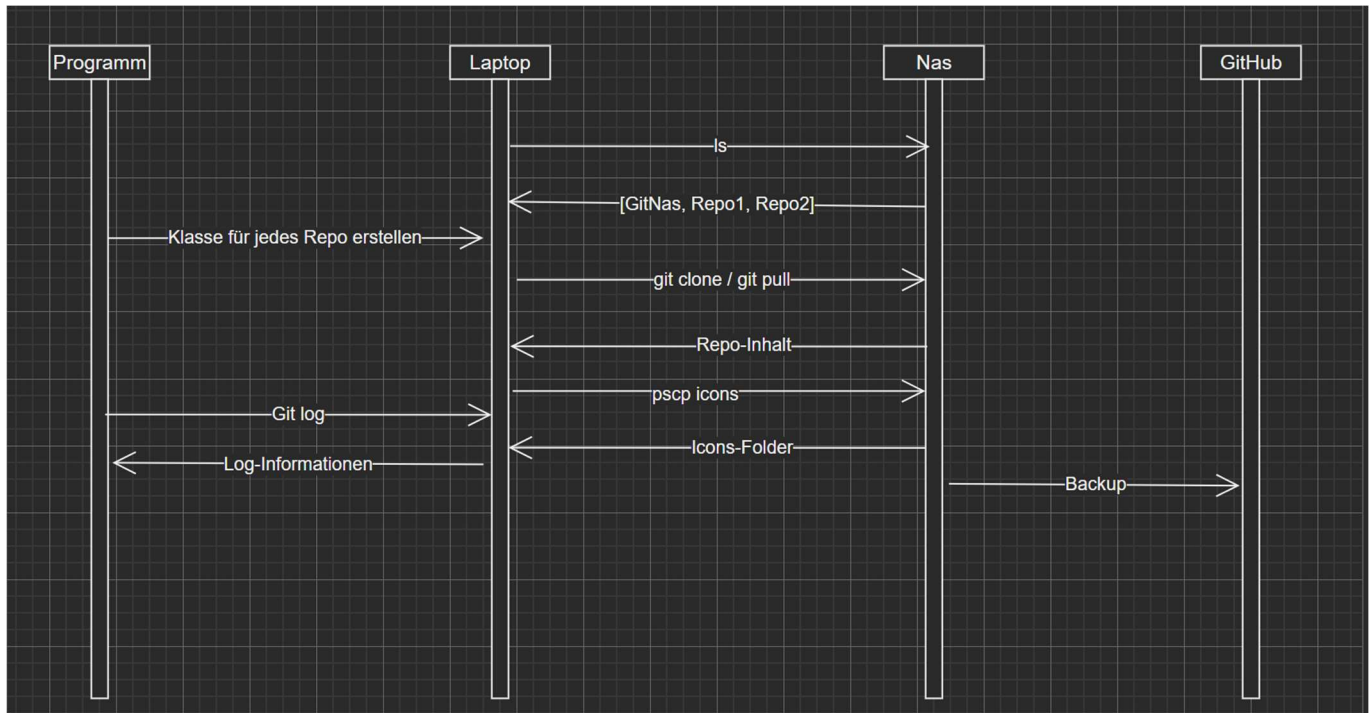 Programm
Laptop
Nas
GitHub
ls
[GitNas, Repo1, Repo2]
Klasse für jedes Repo erstellen
git clone / git pull
Repo-Inhalt
pscp icons
Git log
Icons-Folder
Log-Informationen
Backup